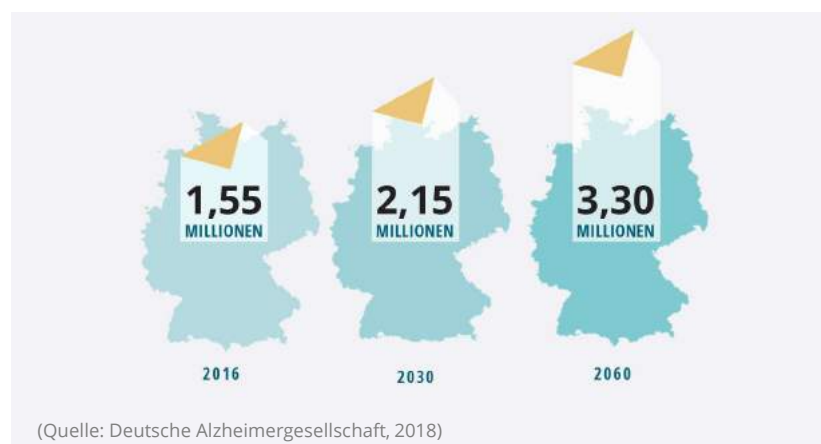 1,55
MILLIONEN
2,15
MILLIONEN
3,30
MILLIONEN
2016
2030
2060
(Quelle: Deutsche Alzheimergesellschaft, 2018)